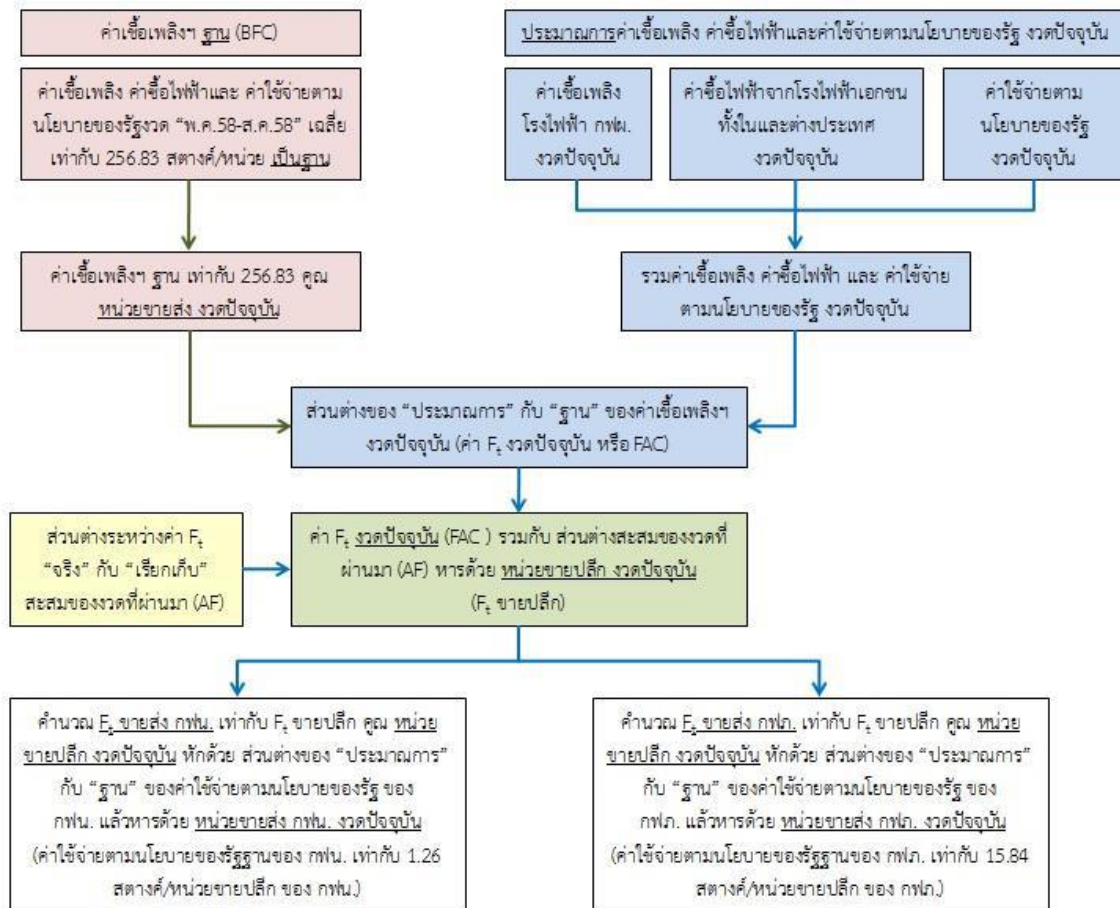 ค่าเชื้อเพลิงฯ ฐาน (BFC)
ค่าเชื้อเพลิง ค่าซื้อไฟฟ้าและ ค่าใช้จ่ายตาม
นโยบายของรัฐงวด “พ.ค.58-ส.ค.58” เฉลี่ย
เท่ากับ 256.83 สตางค์/หน่วย เป็นฐาน
ค่าเชื้อเพลิงฯ ฐาน เท่ากับ 256.83 คูณ
หน่วยขายส่ง งวดปัจจุบัน
ประมาณการค่าเชื้อเพลิง ค่าซื้อไฟฟ้าและค่าใช้จ่ายตามนโยบายของรัฐ งวดปัจจุบัน
ค่าเชื้อเพลิง
โรงไฟฟ้า กฟผ.
งวดปัจจุบัน
ค่าซื้อไฟฟ้าจากโรงไฟฟ้าเอกชน
ทั้งในและต่างประเทศ
งวดปัจจุบัน
ค่าใช้จ่ายตาม
นโยบายของรัฐ
งวดปัจจุบัน
รวมค่าเชื้อเพลิง ค่าซื้อไฟฟ้า และ ค่าใช้จ่าย
ตามนโยบายของรัฐ งวดปัจจุบัน
ส่วนต่างของ “ประมาณการ” กับ “ฐาน” ของค่าเชื้อเพลิงฯ
งวดปัจจุบัน (ค่า Fₜ งวดปัจจุบัน หรือ FAC)
ส่วนต่างระหว่างค่า Fₜ
“จริง” กับ “เรียกเก็บ”
สะสมของงวดที่ผ่านมา (AF)
ค่า Fₜ งวดปัจจุบัน (FAC ) รวมกับ ส่วนต่างสะสมของงวดที่
ผ่านมา (AF) หารด้วย หน่วยขายปลีก งวดปัจจุบัน
(Fₜ ขายปลีก)
คำนวณ Fₜ ขายส่ง กฟน. เท่ากับ Fₜ ขายปลีก คูณ หน่วย
ขายปลีก งวดปัจจุบัน หักด้วย ส่วนต่างของ “ประมาณการ”
กับ “ฐาน” ของค่าใช้จ่ายตามนโยบายของรัฐ ของ
กฟน. แล้วหารด้วย หน่วยขายส่ง กฟน. งวดปัจจุบัน
(ค่าใช้จ่ายตามนโยบายของรัฐฐานของ กฟน. เท่ากับ 1.26
สตางค์/หน่วยขายปลีก ของ กฟน.)
คำนวณ Fₜ ขายส่ง กฟภ. เท่ากับ Fₜ ขายปลีก คูณ หน่วย
ขายปลีก งวดปัจจุบัน หักด้วย ส่วนต่างของ “ประมาณการ”
กับ “ฐาน” ของค่าใช้จ่ายตามนโยบายของรัฐ ของ
กฟภ. แล้วหารด้วย หน่วยขายส่ง กฟภ. งวดปัจจุบัน
(ค่าใช้จ่ายตามนโยบายของรัฐฐานของ กฟภ. เท่ากับ 15.84
สตางค์/หน่วยขายปลีก ของ กฟภ.)